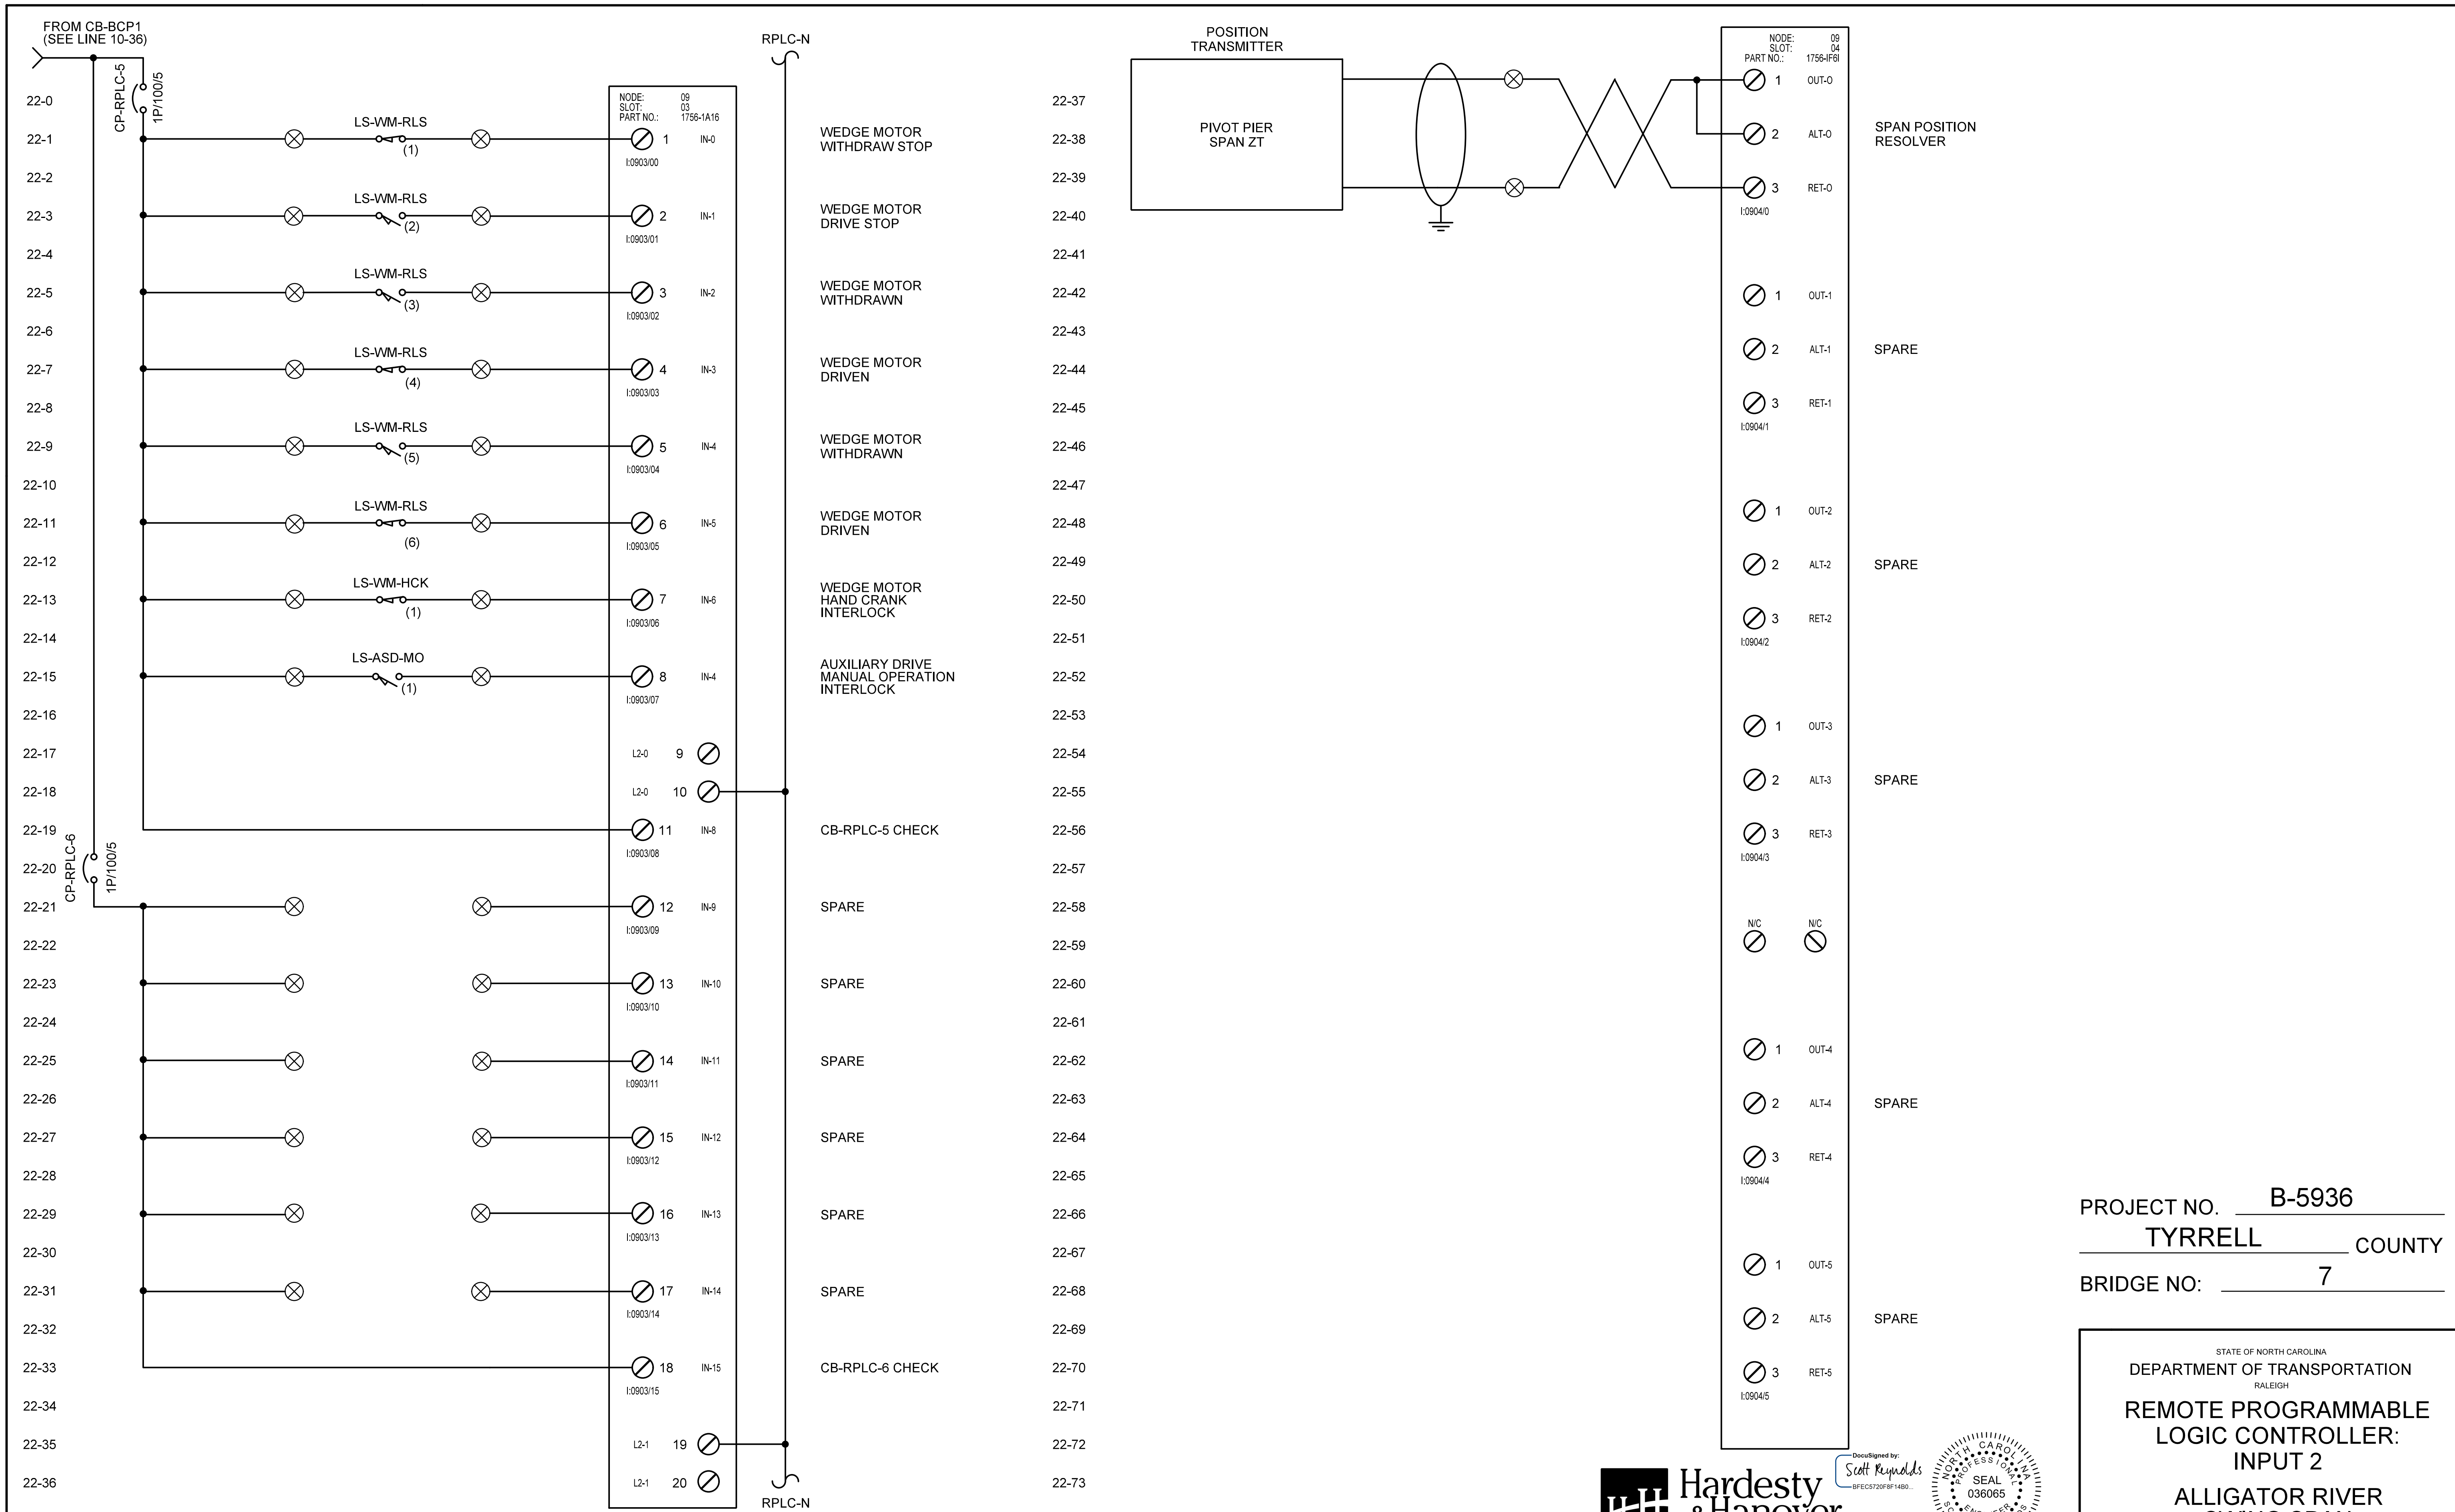 FROM CB-BCP1
(SEE LINE 10-36)
CP-RPLC-5
1P/100/5
RPLC-N
NODE: 09
SLOT: 03
PART NO.: 1756-1A16
22-0
22-1
LS-WM-RLS
(1)
1 IN-0
I:0903/00
WEDGE MOTOR
WITHDRAW STOP
22-2
22-3
LS-WM-RLS
(2)
2 IN-1
I:0903/01
WEDGE MOTOR
DRIVE STOP
22-4
22-5
LS-WM-RLS
(3)
3 IN-2
I:0903/02
WEDGE MOTOR
WITHDRAWN
22-6
22-7
LS-WM-RLS
(4)
4 IN-3
I:0903/03
WEDGE MOTOR
DRIVEN
22-8
22-9
LS-WM-RLS
(5)
5 IN-4
I:0903/04
WEDGE MOTOR
WITHDRAWN
22-10
22-11
LS-WM-RLS
(6)
6 IN-5
I:0903/05
WEDGE MOTOR
DRIVEN
22-12
22-13
LS-WM-HCK
(1)
7 IN-6
I:0903/06
WEDGE MOTOR
HAND CRANK
INTERLOCK
22-14
22-15
LS-ASD-MO
(1)
8 IN-4
I:0903/07
AUXILIARY DRIVE
MANUAL OPERATION
INTERLOCK
22-16
22-17
L2-0 9
22-18
L2-0 10
22-19
11 IN-8
I:0903/08
CB-RPLC-5 CHECK
22-20
CP-RPLC-6
1P/100/5
22-21
12 IN-9
I:0903/09
SPARE
22-22
22-23
13 IN-10
I:0903/10
SPARE
22-24
22-25
14 IN-11
I:0903/11
SPARE
22-26
22-27
15 IN-12
I:0903/12
SPARE
22-28
22-29
16 IN-13
I:0903/13
SPARE
22-30
22-31
17 IN-14
I:0903/14
SPARE
22-32
22-33
18 IN-15
I:0903/15
CB-RPLC-6 CHECK
22-34
22-35
L2-1 19
22-36
L2-1 20
RPLC-N
POSITION
TRANSMITTER
PIVOT PIER
SPAN ZT
NODE: 09
SLOT: 04
PART NO.: 1756-IF6I
22-37
22-38
22-39
22-40
22-41
22-42
22-43
22-44
22-45
22-46
22-47
22-48
22-49
22-50
22-51
22-52
22-53
22-54
22-55
22-56
22-57
22-58
22-59
22-60
22-61
22-62
22-63
22-64
22-65
22-66
22-67
22-68
22-69
22-70
22-71
22-72
22-73
1 OUT-O
2 ALT-O
3 RET-O
I:0904/0
SPAN POSITION
RESOLVER
1 OUT-1
2 ALT-1 SPARE
3 RET-1
I:0904/1
1 OUT-2
2 ALT-2 SPARE
3 RET-2
I:0904/2
1 OUT-3
2 ALT-3 SPARE
3 RET-3
I:0904/3
N/C N/C
1 OUT-4
2 ALT-4 SPARE
3 RET-4
I:0904/4
1 OUT-5
2 ALT-5 SPARE
3 RET-5
I:0904/5
PROJECT NO. B-5936
TYRRELL COUNTY
BRIDGE NO: 7
STATE OF NORTH CAROLINA
DEPARTMENT OF TRANSPORTATION
RALEIGH
REMOTE PROGRAMMABLE
LOGIC CONTROLLER:
INPUT 2
ALLIGATOR RIVER
SWING SPAN
Hardesty
&Hanover
DocuSigned by:
Scott Reynolds
BFEC5720F8F14B0...
NORTH CAROLINA
PROFESSIONAL
SEAL
036065
ENGINEER